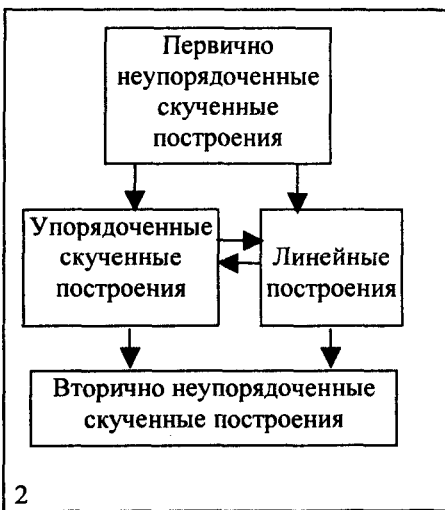 Первично
неупорядоченные
скученные
построения
Упорядоченные
скученные
построения
Линейные
построения
Вторично неупорядоченные
скученные построения
2